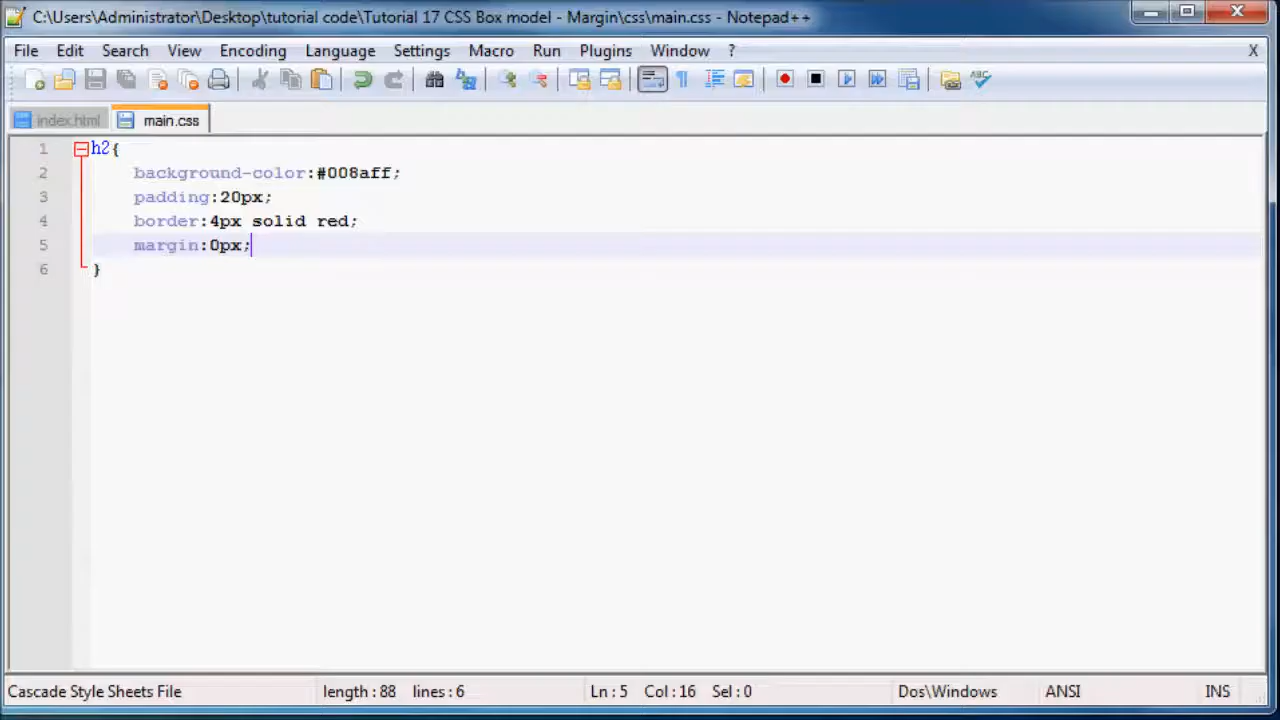 C:\Users\Administrator\Desktop\tutorial code\Tutorial 17 CSS Box model - Margin\css\main.css - Notepad++
File Edit Search View Encoding Language Settings Macro Run Plugins Window ? X
ABC
index.html main.css
1 h2{
2 background-color:#008aff;
3 padding:20px;
4 border:4px solid red;
5 margin:0px;
6 }
Cascade Style Sheets File length : 88 lines : 6 Ln : 5 Col : 16 Sel : 0 Dos\Windows ANSI INS